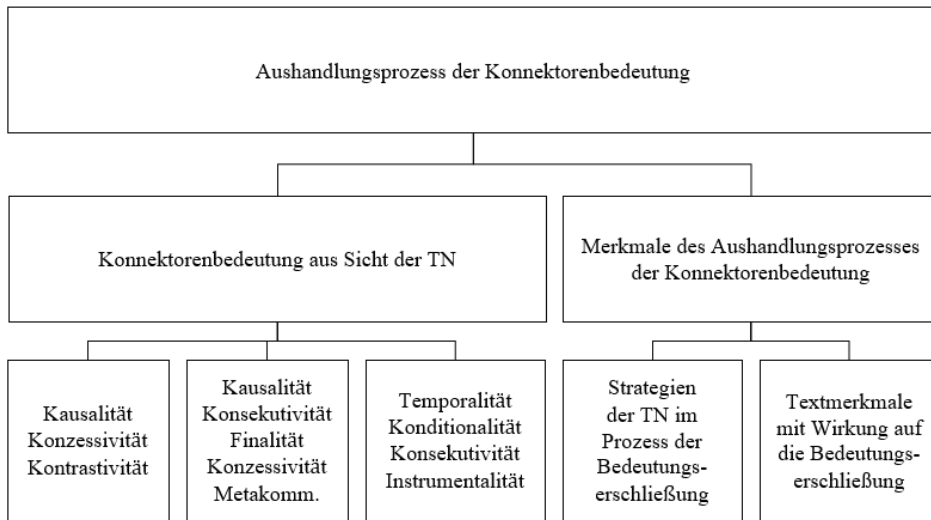 Aushandlungsprozess der Konnektorenbedeutung
Konnektorenbedeutung aus Sicht der TN
Merkmale des Aushandlungsprozesses
der Konnektorenbedeutung
Kausalität
Konzessivität
Kontrastivität
Kausalität
Konsekutivität
Finalität
Konzessivität
Metakomm.
Temporalität
Konditionalität
Konsekutivität
Instrumentalität
Strategien
der TN im
Prozess der
Bedeutungs-
erschließung
Textmerkmale
mit Wirkung auf
die Bedeutungs-
erschließung